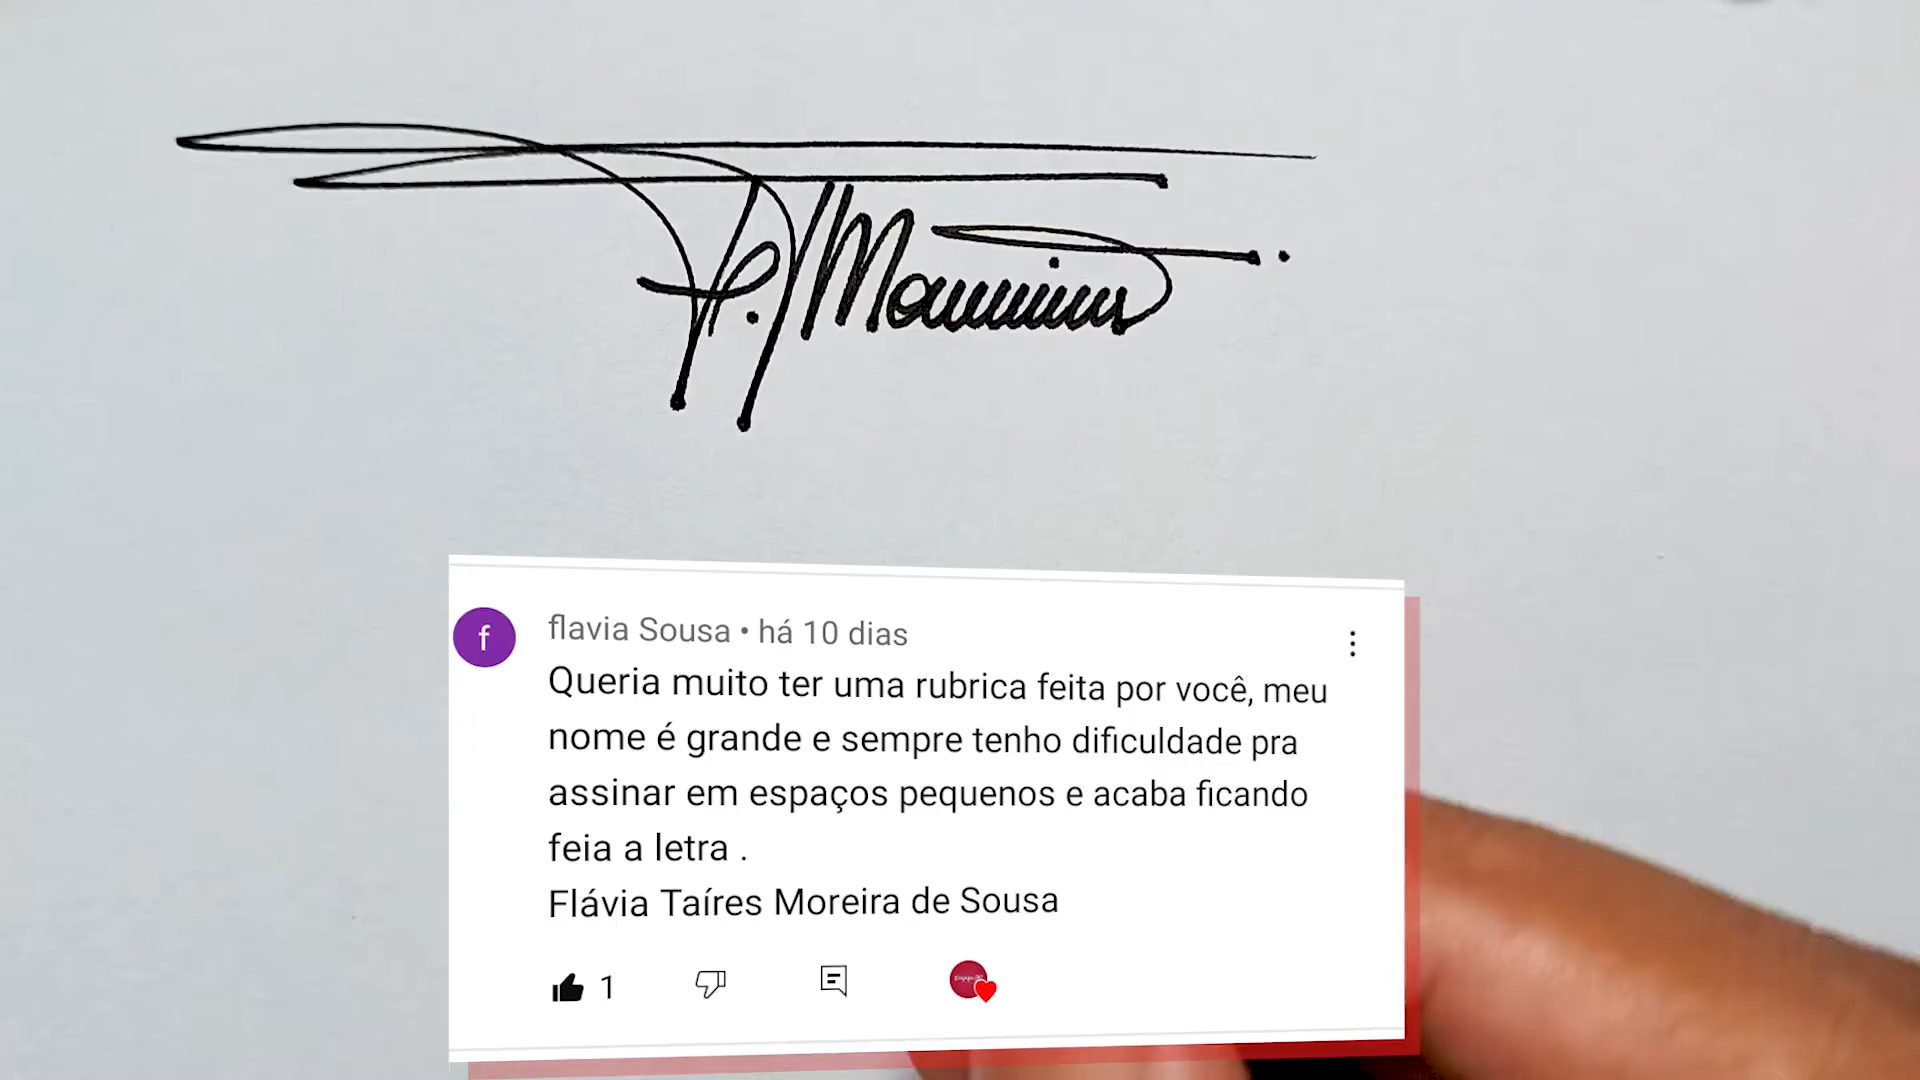 flavia Sousa • há 10 dias
f
Queria muito ter uma rubrica feita por você, meu
nome é grande e sempre tenho dificuldade pra
assinar em espaços pequenos e acaba ficando
feia a letra .
Flávia Taíres Moreira de Sousa
1